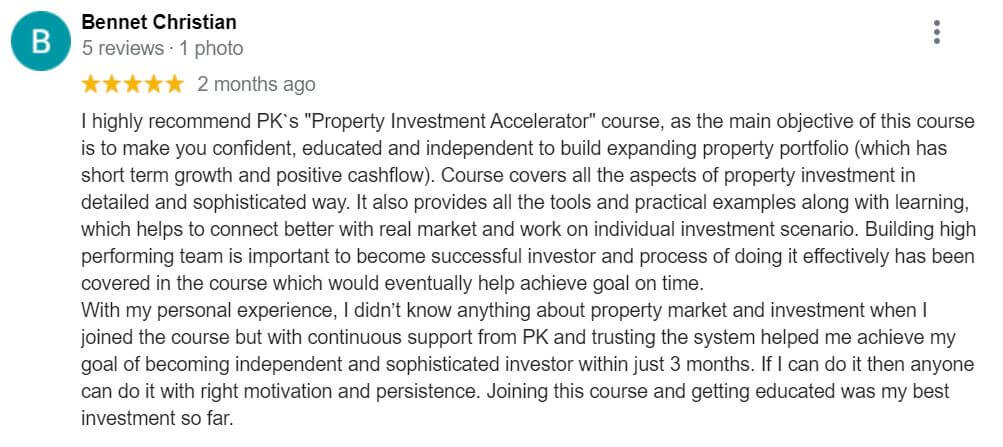 B
Bennet Christian
5 reviews · 1 photo
2 months ago
I highly recommend PK`s "Property Investment Accelerator" course, as the main objective of this course
is to make you confident, educated and independent to build expanding property portfolio (which has
short term growth and positive cashflow). Course covers all the aspects of property investment in
detailed and sophisticated way. It also provides all the tools and practical examples along with learning,
which helps to connect better with real market and work on individual investment scenario. Building high
performing team is important to become successful investor and process of doing it effectively has been
covered in the course which would eventually help achieve goal on time.
With my personal experience, I didn’t know anything about property market and investment when I
joined the course but with continuous support from PK and trusting the system helped me achieve my
goal of becoming independent and sophisticated investor within just 3 months. If I can do it then anyone
can do it with right motivation and persistence. Joining this course and getting educated was my best
investment so far.